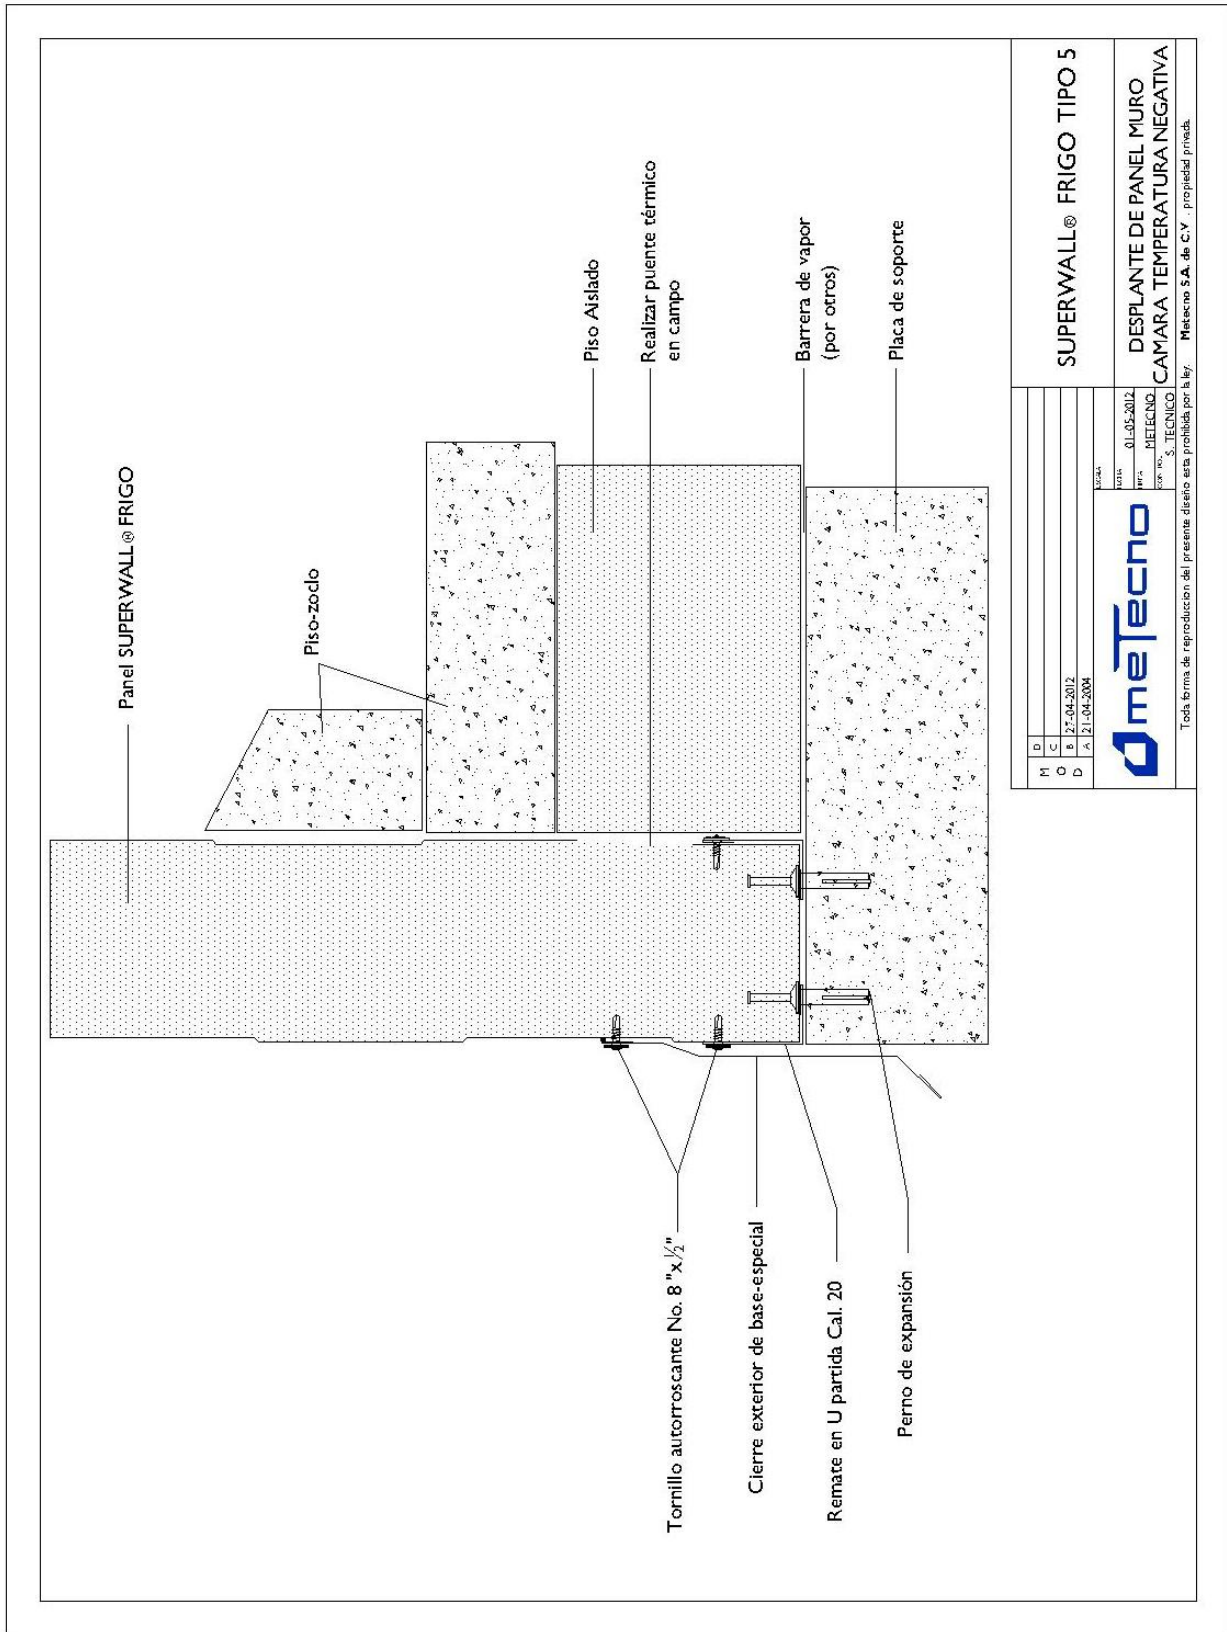 Panel SUPERWALL® FRIGO
Piso-zoclo
Piso Aislado
Realizar puente térmico
en campo
Barrera de vapor
(por otros)
Placa de soporte
Tornillo autorroscante No. 8 "x½"
Cierre exterior de base-especial
Remate en U partida Cal. 20
Perno de expansión
M
O
D
D
C
B 27-04-2012
A 21-04-2004
SUPERWALL® FRIGO TIPO 5
meTecno
ESCALA
FECHA
01-05-2012
METECNO
S. TECNICO
DESPLANTE DE PANEL MURO
CAMARA TEMPERATURA NEGATIVA
Toda forma de reproduccion del presente diseño esta prohibida por la ley. Metecno S.A. de C.V. . propiedad privada.